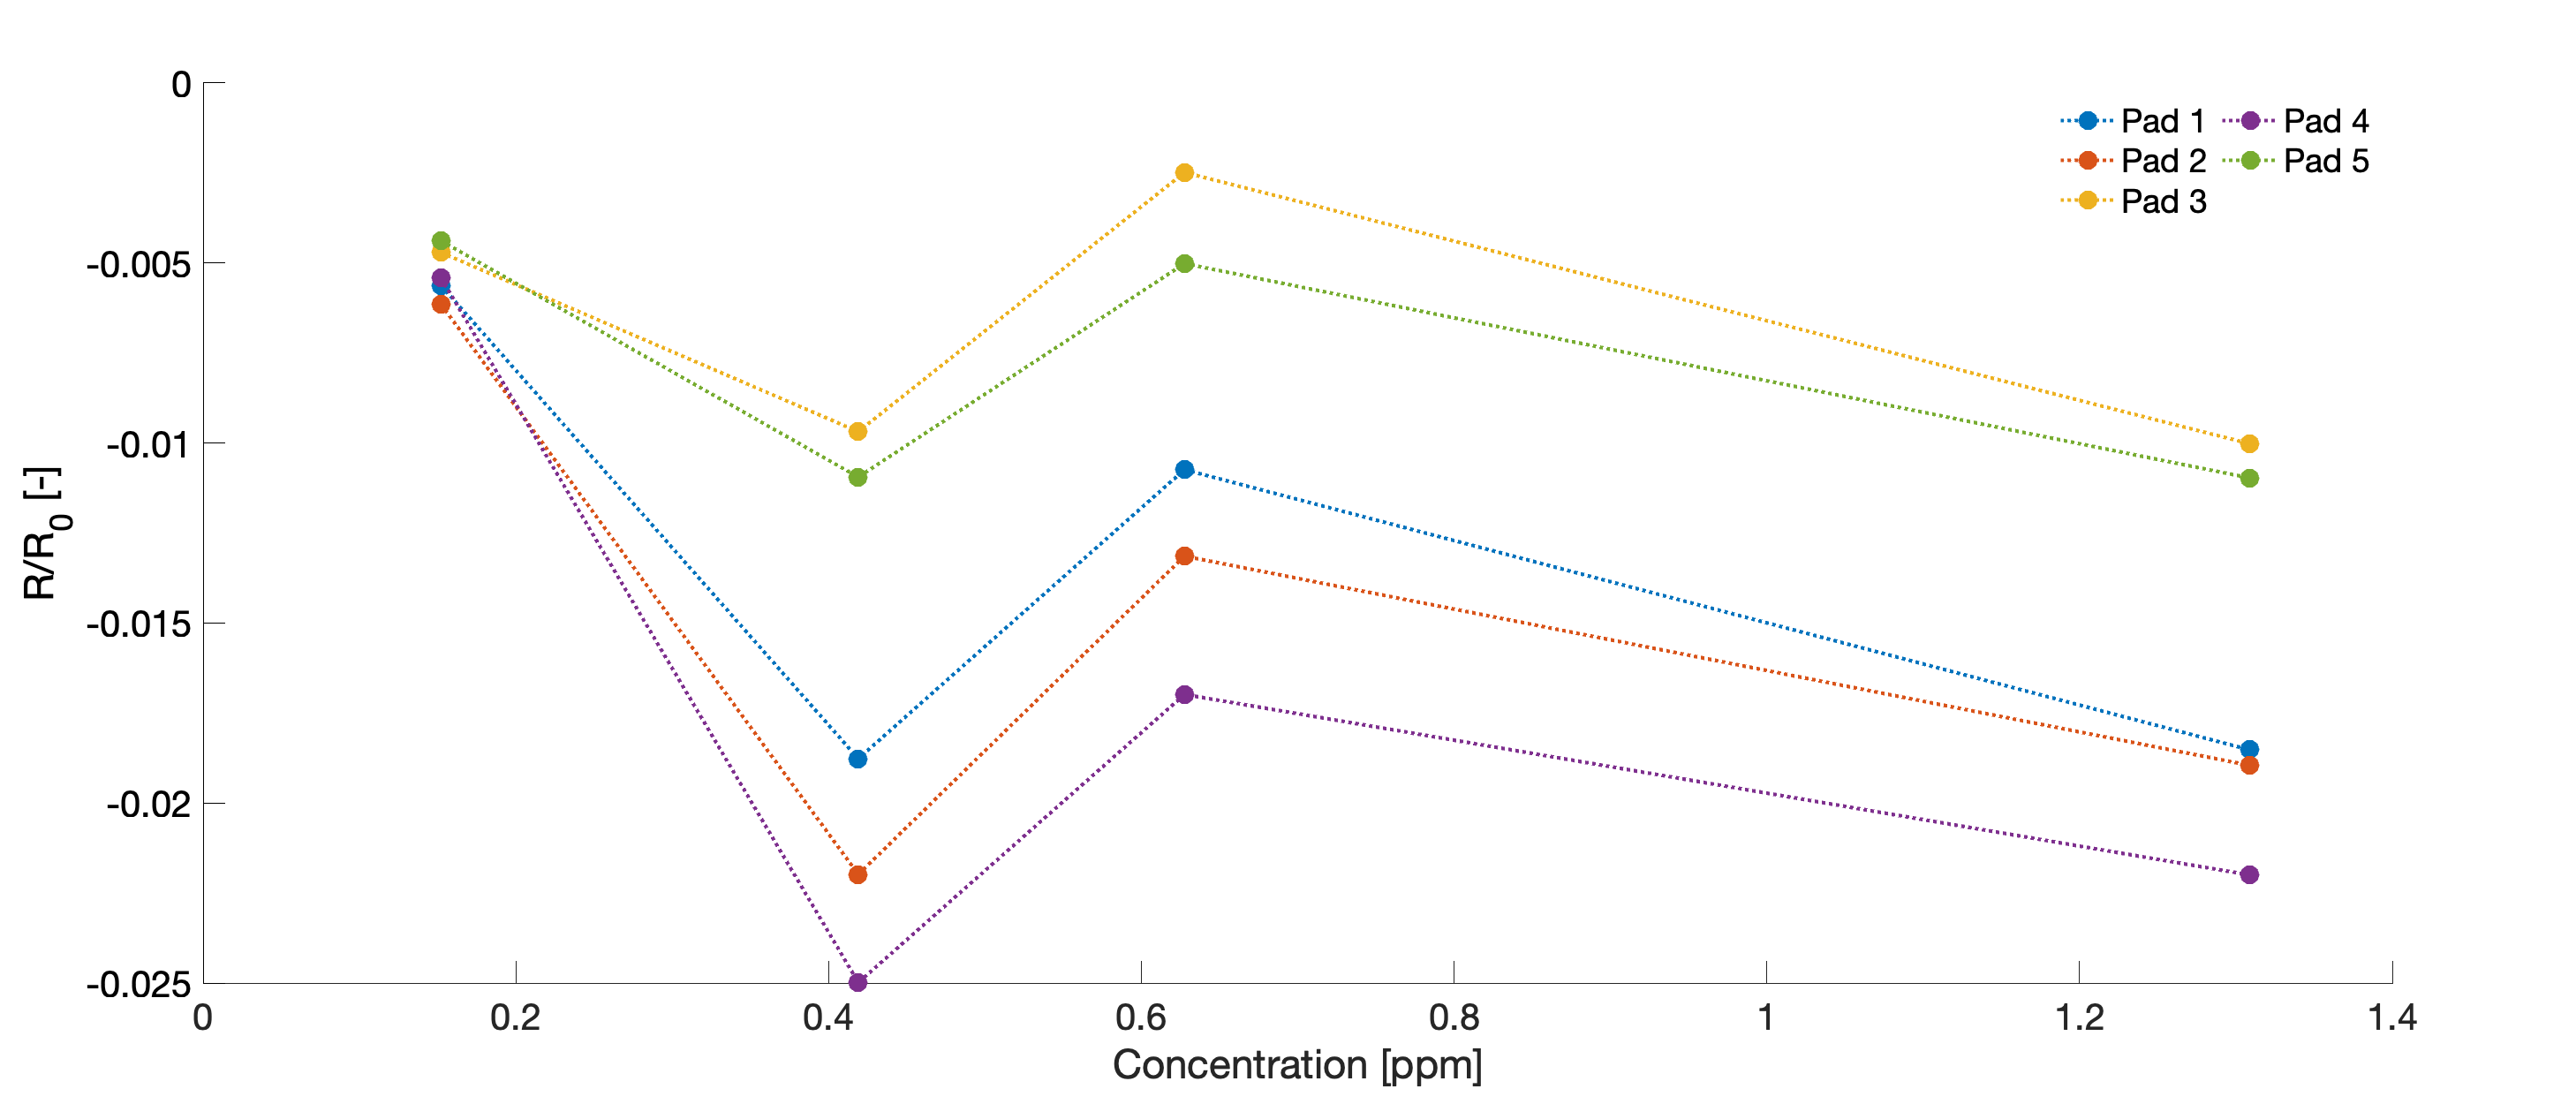 0
-0.005
-0.01
-0.015
-0.02
-0.025
R/R0 [-]
0 0.2 0.4 0.6 0.8 1 1.2 1.4
Concentration [ppm]
Pad 1 Pad 4
Pad 2 Pad 5
Pad 3